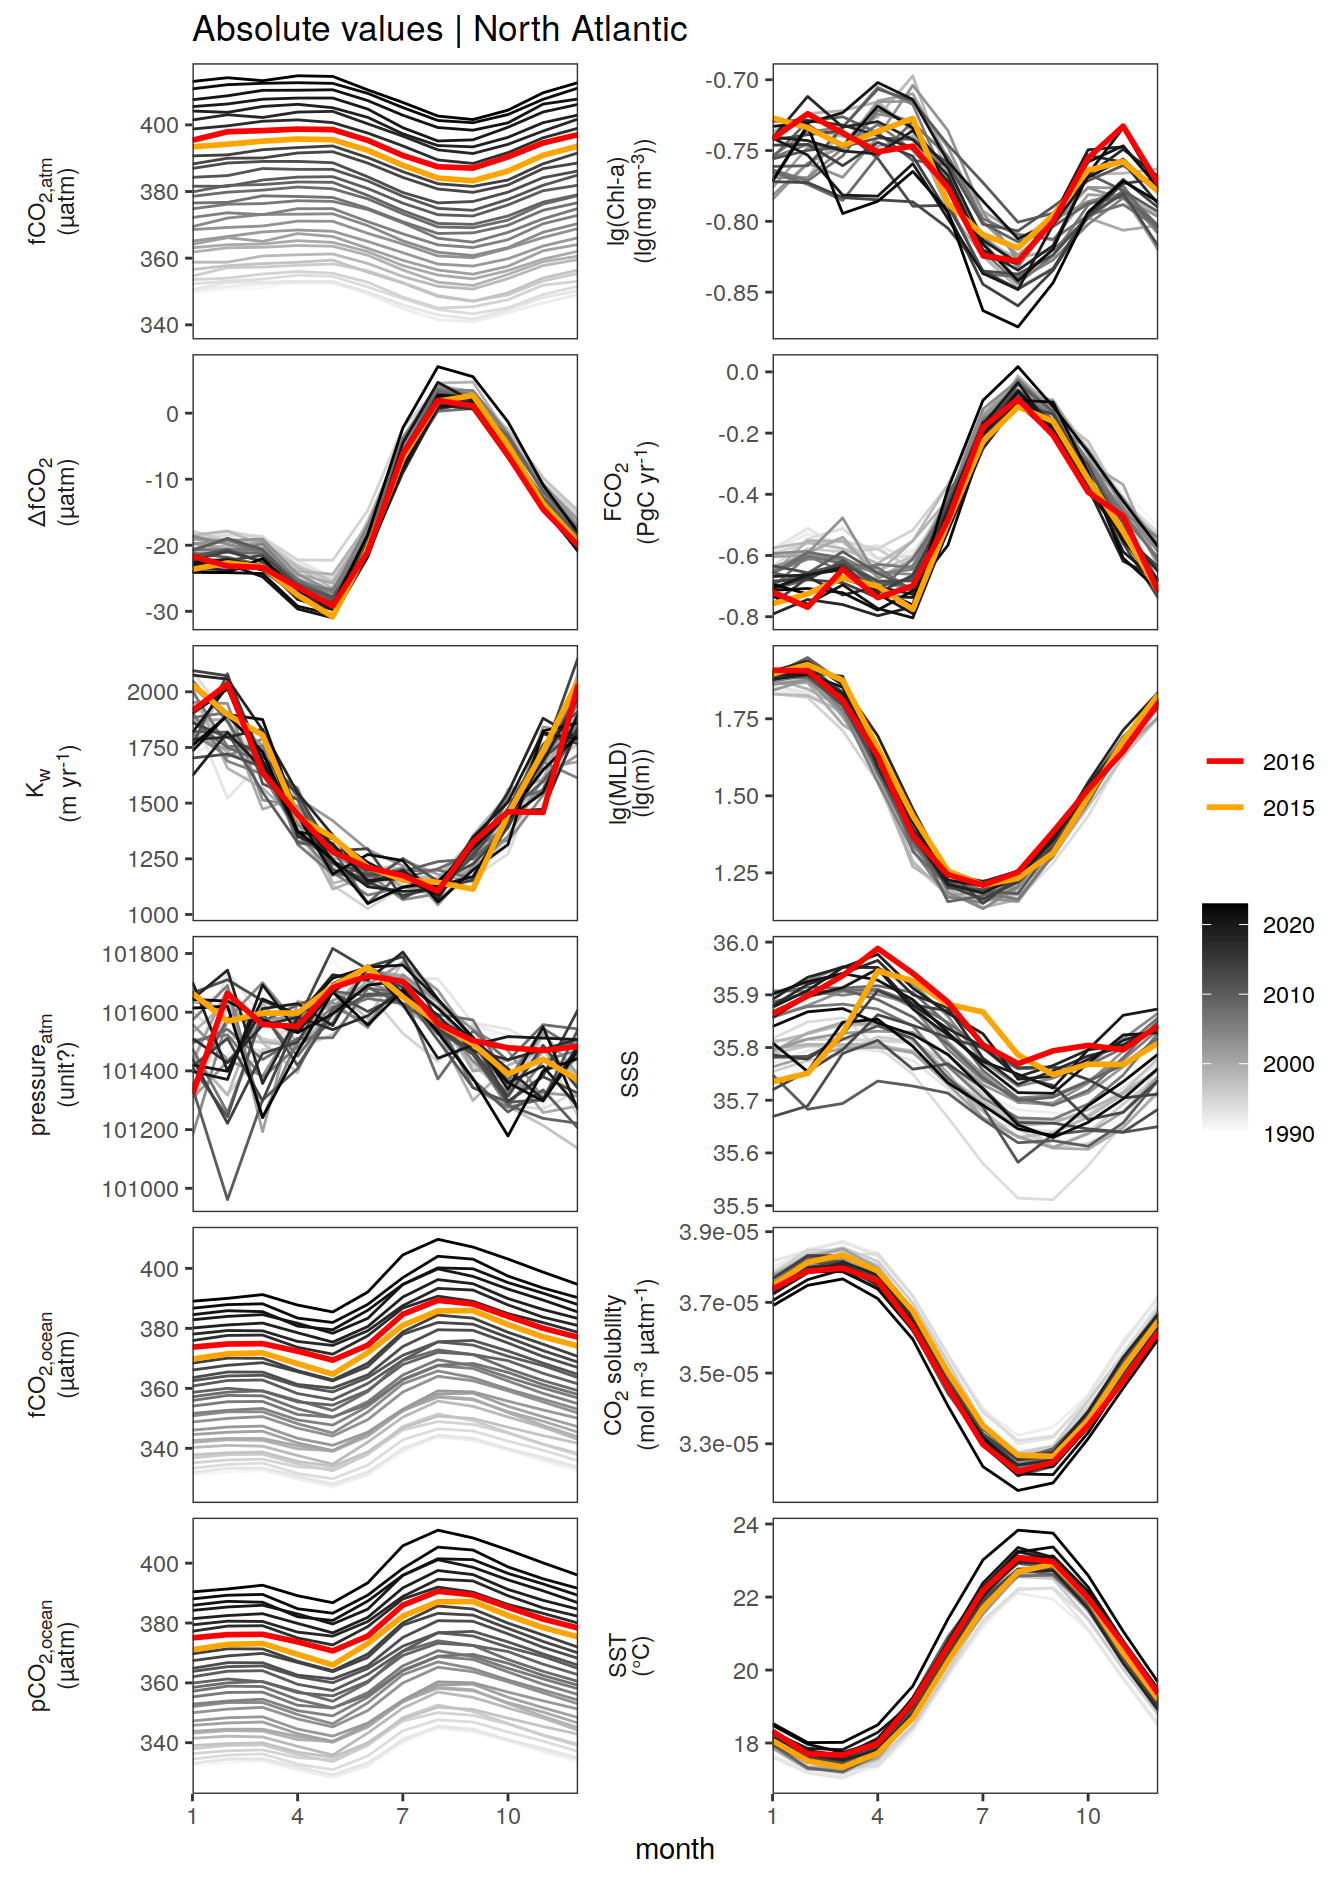 Absolute values | North Atlantic
fCO2,atm
(µatm)
400
380
360
340
lg(Chl-a)
(lg(mg m-3))
-0.70
-0.75
-0.80
-0.85
ΔfCO2
(µatm)
0
-10
-20
-30
FCO2
(PgC yr-1)
0.0
-0.2
-0.4
-0.6
-0.8
Kw
(m yr-1)
2000
1750
1500
1250
1000
lg(MLD)
(lg(m))
1.75
1.50
1.25
pressureatm
(unit?)
101800
101600
101400
101200
101000
SSS
36.0
35.9
35.8
35.7
35.6
35.5
fCO2,ocean
(µatm)
400
380
360
340
CO2 solubility
(mol m-3 µatm-1)
3.9e-05
3.7e-05
3.5e-05
3.3e-05
pCO2,ocean
(µatm)
400
380
360
340
SST
(°C)
24
22
20
18
1 4 7 10
1 4 7 10
month
2016
2015
2020
2010
2000
1990